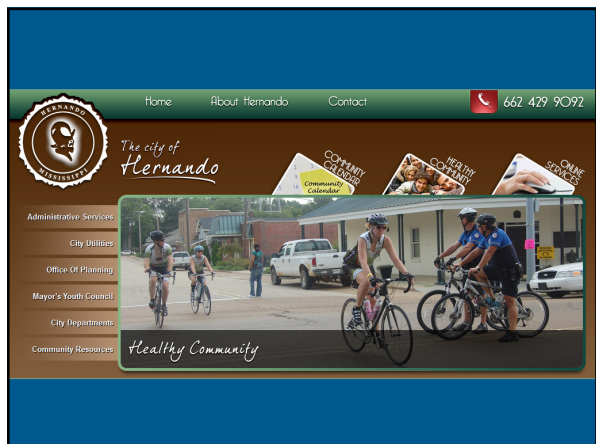 Home
About Hernando
Contact
662 429 9092
HERNANDO
MISSISSIPPI
The city of
Hernando
COMMUNITY
CALENDAR
Community
Calendar
HEALTHY
COMMUNITY
ONLINE
SERVICES
Administrative Services
City Utilities
Office Of Planning
Mayor's Youth Council
City Departments
Community Resources
Healthy Community